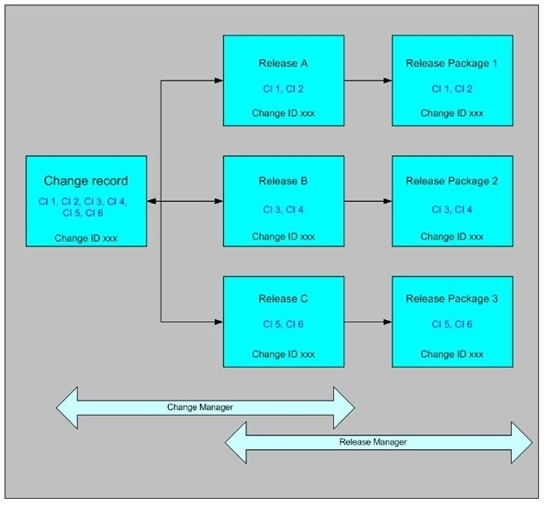 Release A
CI 1, CI 2
Change ID xxx
Release Package 1
CI 1, CI 2
Change ID xxx
Change record
CI 1, CI 2, CI 3, CI 4,
CI 5, CI 6
Change ID xxx
Release B
CI 3, CI 4
Change ID xxx
Release Package 2
CI 3, CI 4
Change ID xxx
Release C
CI 5, CI 6
Change ID xxx
Release Package 3
CI 5, CI 6
Change ID xxx
Change Manager
Release Manager